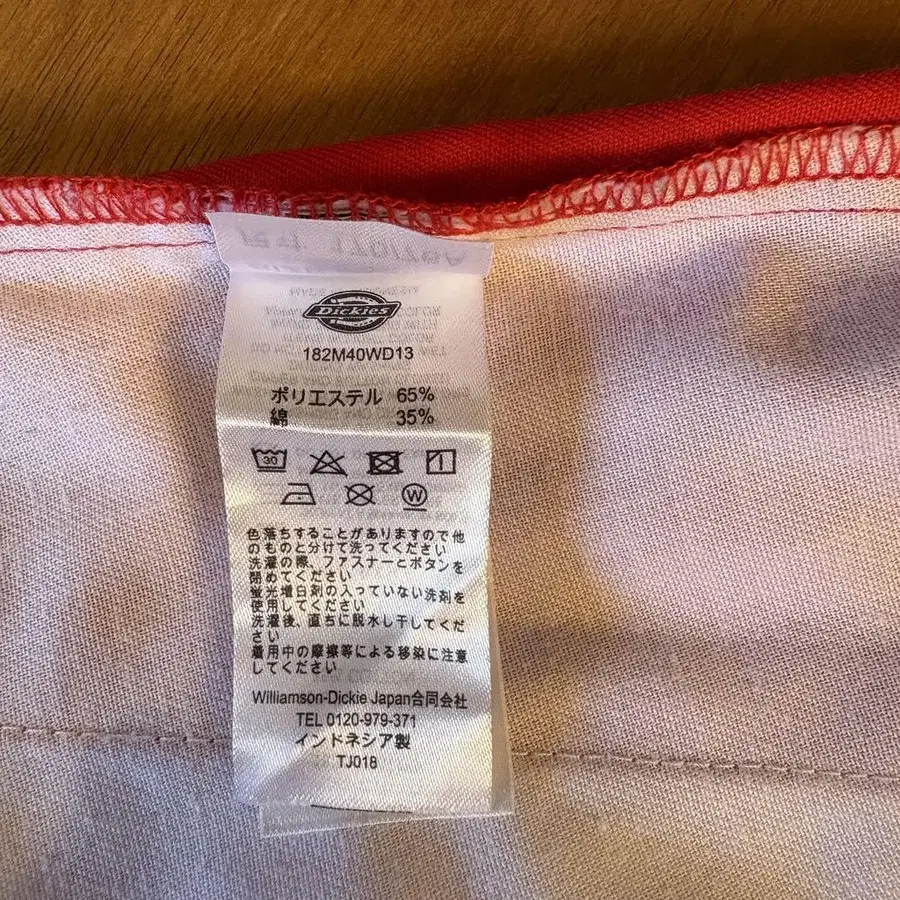 Dickies
182M40WD13
ポリエステル 65%
綿 35%
30
W
色落ちすることがありますので他
のものと分けて洗ってください
洗濯の際、ファスナーとボタンを
閉めてください
蛍光増白剤の入っていない洗剤を
使用してください
洗濯後、直ちに脱水し干してくだ
さい
着用中の摩擦等による移染に注意
してください
Williamson-Dickie Japan合同会社
TEL 0120-979-371
インドネシア製
TJ018